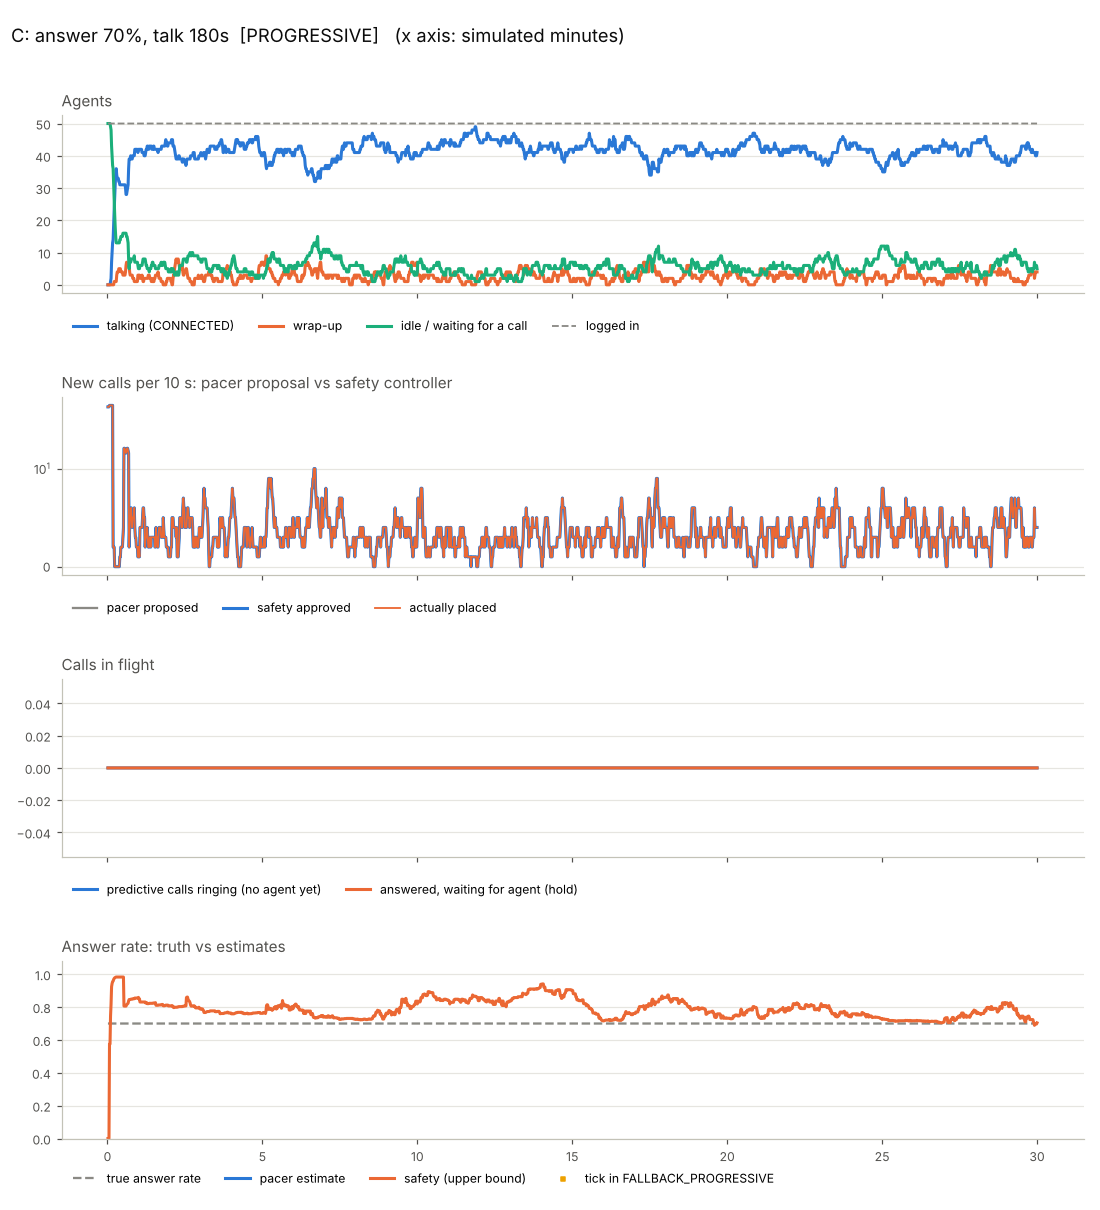 C: answer 70%, talk 180s [PROGRESSIVE] (x axis: simulated minutes)
Agents
50
40
30
20
10
0
talking (CONNECTED) wrap-up idle / waiting for a call logged in
New calls per 10 s: pacer proposal vs safety controller
10¹
0
pacer proposed safety approved actually placed
Calls in flight
0.04
0.02
0.00
−0.02
−0.04
predictive calls ringing (no agent yet) answered, waiting for agent (hold)
Answer rate: truth vs estimates
1.0
0.8
0.6
0.4
0.2
0.0
0 5 10 15 20 25 30
true answer rate pacer estimate safety (upper bound) tick in FALLBACK_PROGRESSIVE